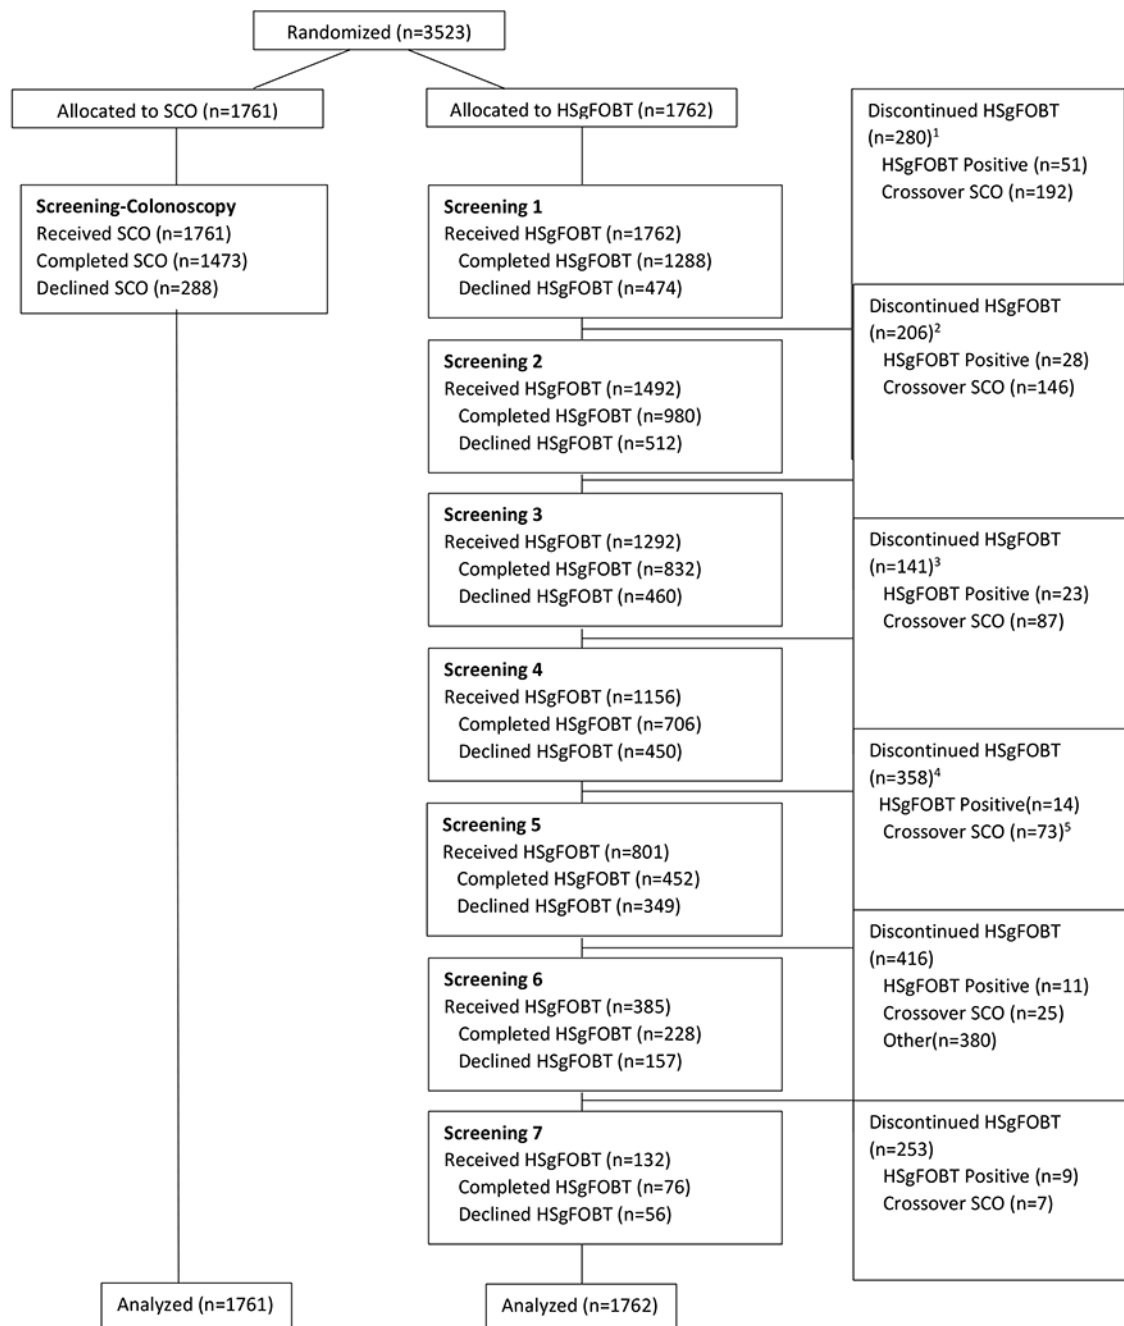 Randomized (n=3523)
Allocated to SCO (n=1761)
Allocated to HSgFOBT (n=1762)
Screening-Colonoscopy
Received SCO (n=1761)
Completed SCO (n=1473)
Declined SCO (n=288)
Screening 1
Received HSgFOBT (n=1762)
Completed HSgFOBT (n=1288)
Declined HSgFOBT (n=474)
Discontinued HSgFOBT
(n=280)¹
HSgFOBT Positive (n=51)
Crossover SCO (n=192)
Screening 2
Received HSgFOBT (n=1492)
Completed HSgFOBT (n=980)
Declined HSgFOBT (n=512)
Discontinued HSgFOBT
(n=206)²
HSgFOBT Positive (n=28)
Crossover SCO (n=146)
Screening 3
Received HSgFOBT (n=1292)
Completed HSgFOBT (n=832)
Declined HSgFOBT (n=460)
Discontinued HSgFOBT
(n=141)³
HSgFOBT Positive (n=23)
Crossover SCO (n=87)
Screening 4
Received HSgFOBT (n=1156)
Completed HSgFOBT (n=706)
Declined HSgFOBT (n=450)
Discontinued HSgFOBT
(n=358)⁴
HSgFOBT Positive(n=14)
Crossover SCO (n=73)⁵
Screening 5
Received HSgFOBT (n=801)
Completed HSgFOBT (n=452)
Declined HSgFOBT (n=349)
Discontinued HSgFOBT
(n=416)
HSgFOBT Positive (n=11)
Crossover SCO (n=25)
Other(n=380)
Screening 6
Received HSgFOBT (n=385)
Completed HSgFOBT (n=228)
Declined HSgFOBT (n=157)
Discontinued HSgFOBT
(n=253)
HSgFOBT Positive (n=9)
Crossover SCO (n=7)
Screening 7
Received HSgFOBT (n=132)
Completed HSgFOBT (n=76)
Declined HSgFOBT (n=56)
Analyzed (n=1761)
Analyzed (n=1762)